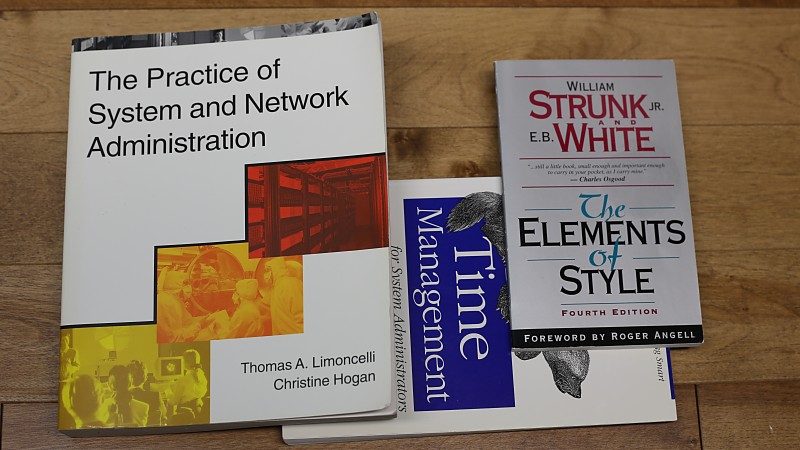 The Practice of
System and Network
Administration
Thomas A. Limoncelli
Christine Hogan
Time
Management
for System Administrators
Smart
WILLIAM
STRUNK JR.
AND
E.B. WHITE
"...still a little book, small enough and important enough
to carry in your pocket, as I carry mine."
— Charles Osgood
The
ELEMENTS
of
STYLE
FOURTH EDITION
FOREWORD BY ROGER ANGELL